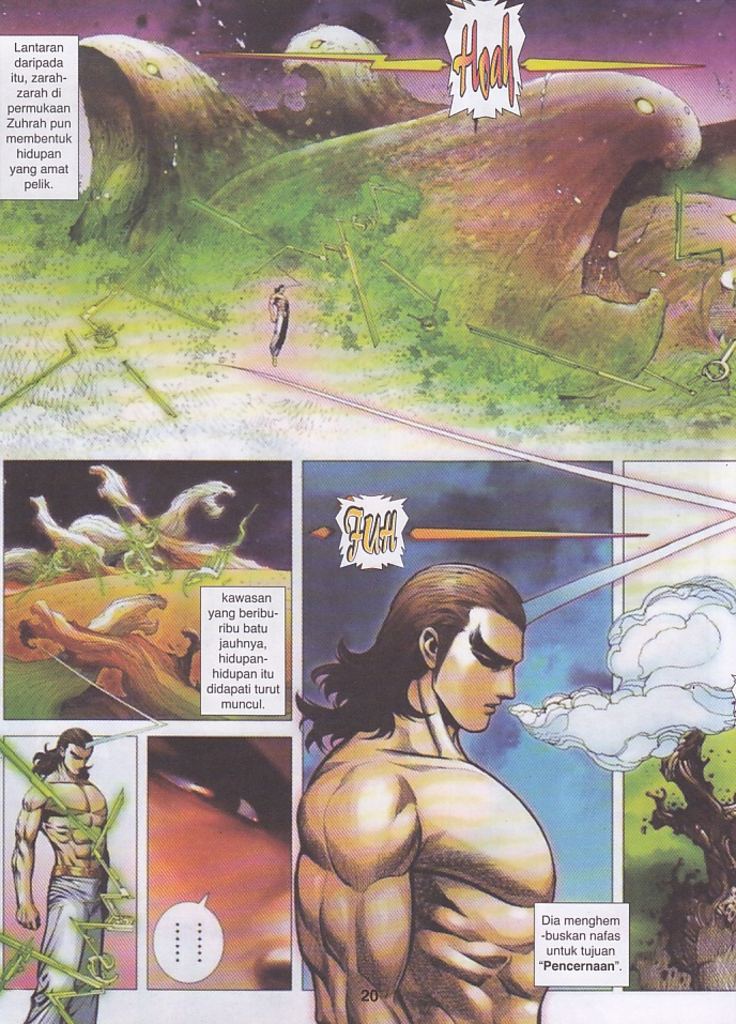 Lantaran
daripada
itu, zarah-
zarah di
permukaan
Zuhrah pun
membentuk
hidupan
yang amat
pelik.
Hoah
kawasan
yang beribu-
ribu batu
jauhnya,
hidupan-
hidupan itu
didapati turut
muncul.
FUH
⋮⋮
Dia menghem
-buskan nafas
untuk tujuan
“Pencernaan”.
20